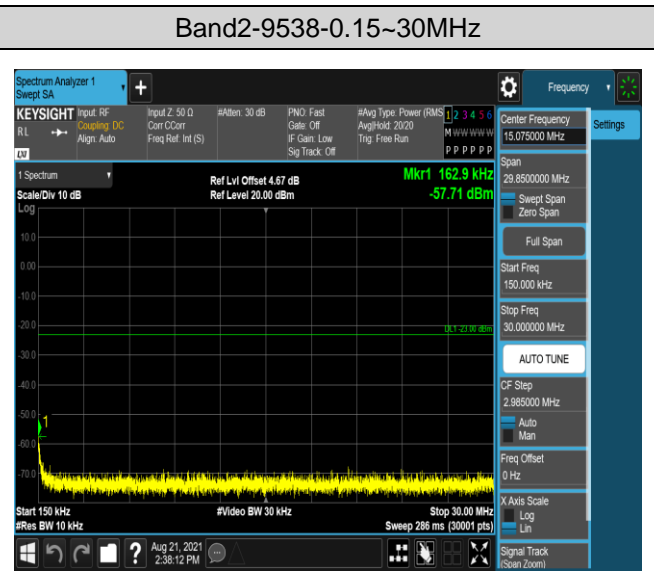 Band2-9538-0.15~30MHz
Spectrum Analyzer 1
Swept SA
+
Frequency
KEYSIGHT
RL
LXI
Input: RF
Coupling: DC
Align: Auto
Input Z: 50 Ω
Corr CCorr
Freq Ref: Int (S)
#Atten: 30 dB
PNO: Fast
Gate: Off
IF Gain: Low
Sig Track: Off
#Avg Type: Power (RMS
Avg|Hold: 20/20
Trig: Free Run
1 2 3 4 5 6
M W W W W W
P P P P P P
1 Spectrum
Scale/Div 10 dB
Ref Lvl Offset 4.67 dB
Ref Level 20.00 dBm
Mkr1 162.9 kHz
-57.71 dBm
Log
10.0
0.00
-10.0
-20.0
-30.0
-40.0
-50.0
-60.0
-70.0
DL1 -23.00 dBm
1
Start 150 kHz
#Res BW 10 kHz
#Video BW 30 kHz
Stop 30.00 MHz
Sweep 286 ms (30001 pts)
Center Frequency
15.075000 MHz
Settings
Span
29.8500000 MHz
Swept Span
Zero Span
Full Span
Start Freq
150.000 kHz
Stop Freq
30.000000 MHz
AUTO TUNE
CF Step
2.985000 MHz
Auto
Man
Freq Offset
0 Hz
X Axis Scale
Log
Lin
Signal Track
(Span Zoom)
?
Aug 21, 2021
2:38:12 PM